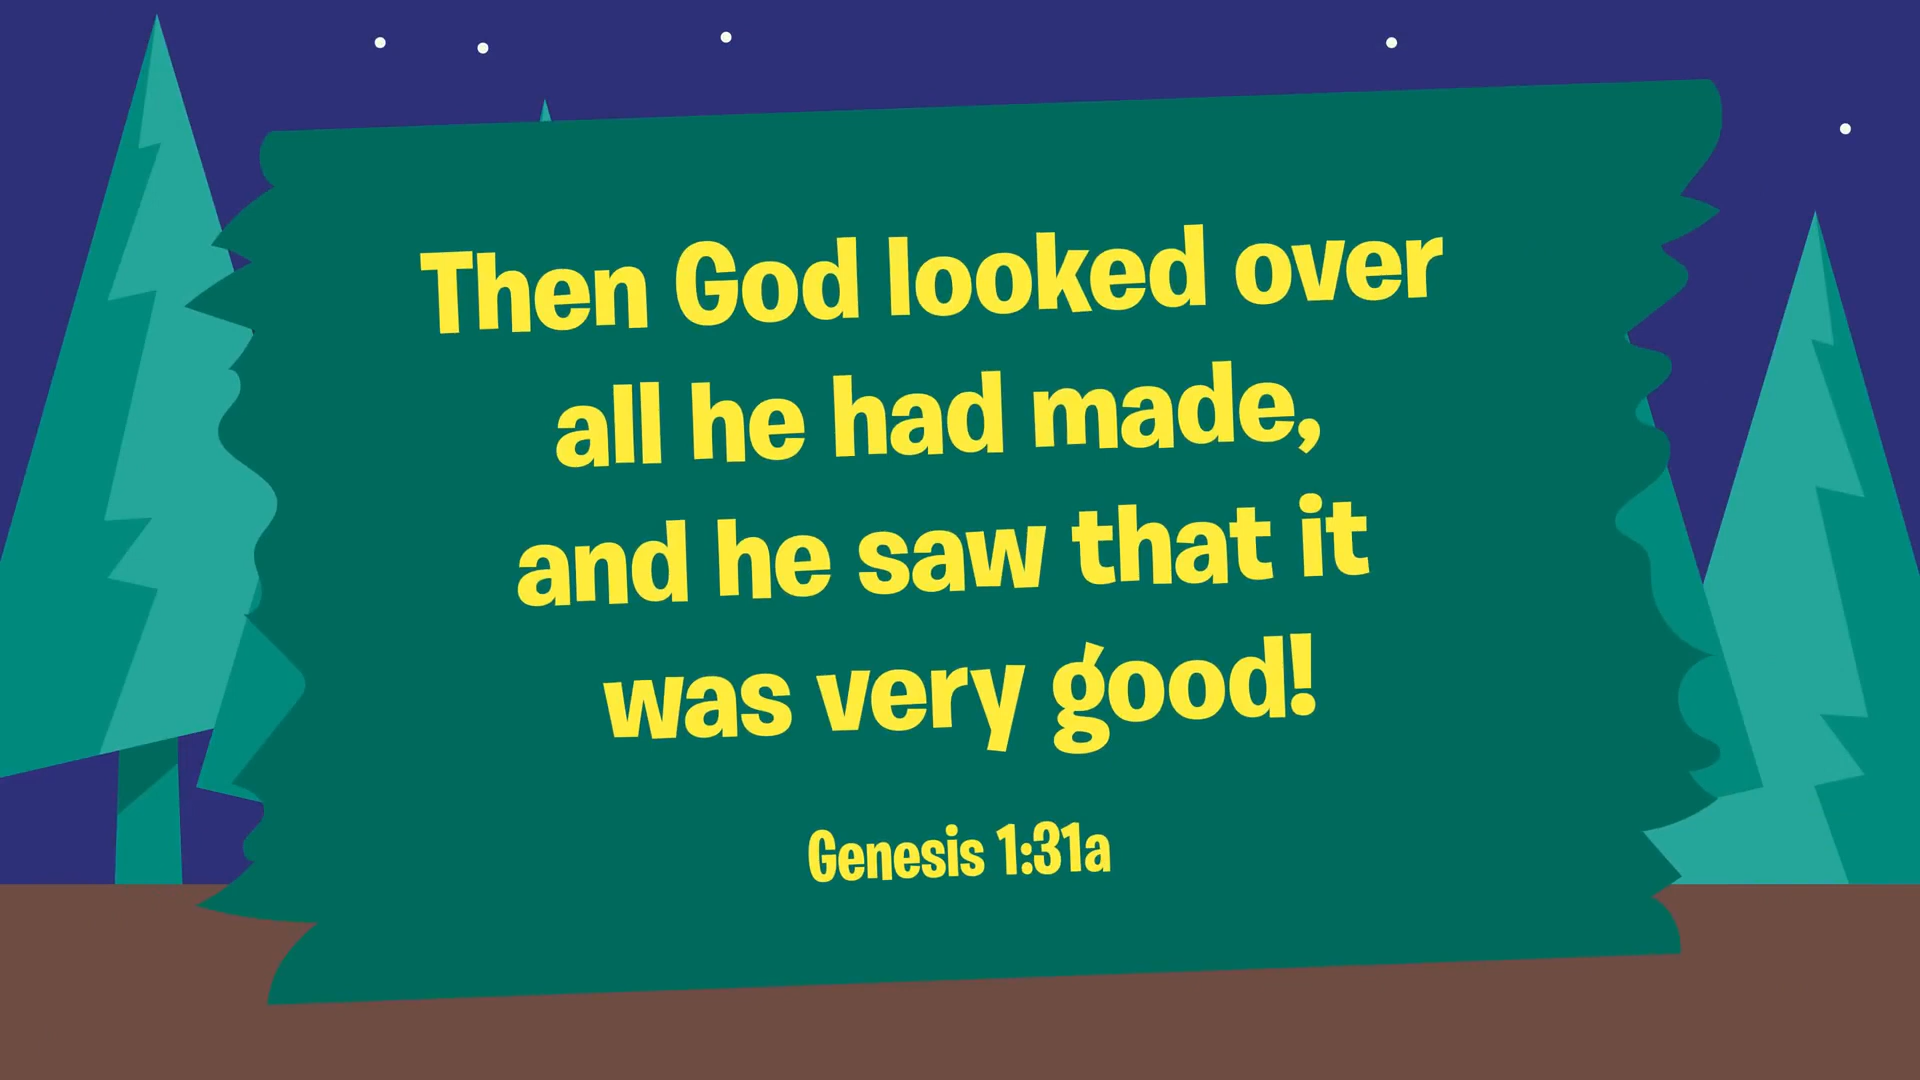 Then God looked over
all he had made,
and he saw that it
was very good!
Genesis 1:31a